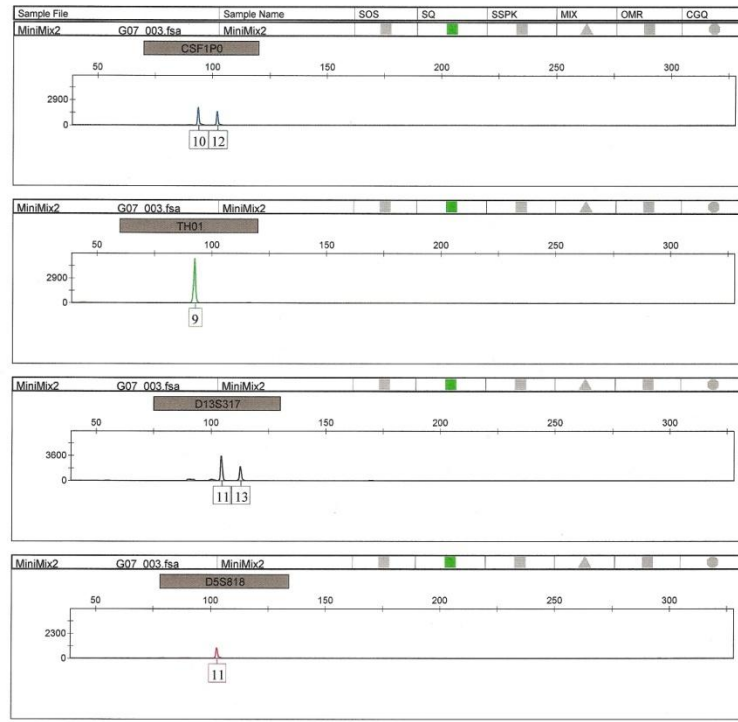 Sample File Sample Name SOS SQ SSPK MIX OMR CGQ
MiniMix2 G07_003.fsa MiniMix2
CSF1P0
50 100 150 200 250 300
2900
0
10 12
MiniMix2 G07_003.fsa MiniMix2
TH01
50 100 150 200 250 300
2900
0
9
MiniMix2 G07_003.fsa MiniMix2
D13S317
50 100 150 200 250 300
3600
0
11 13
MiniMix2 G07_003.fsa MiniMix2
D5S818
50 100 150 200 250 300
2300
0
11